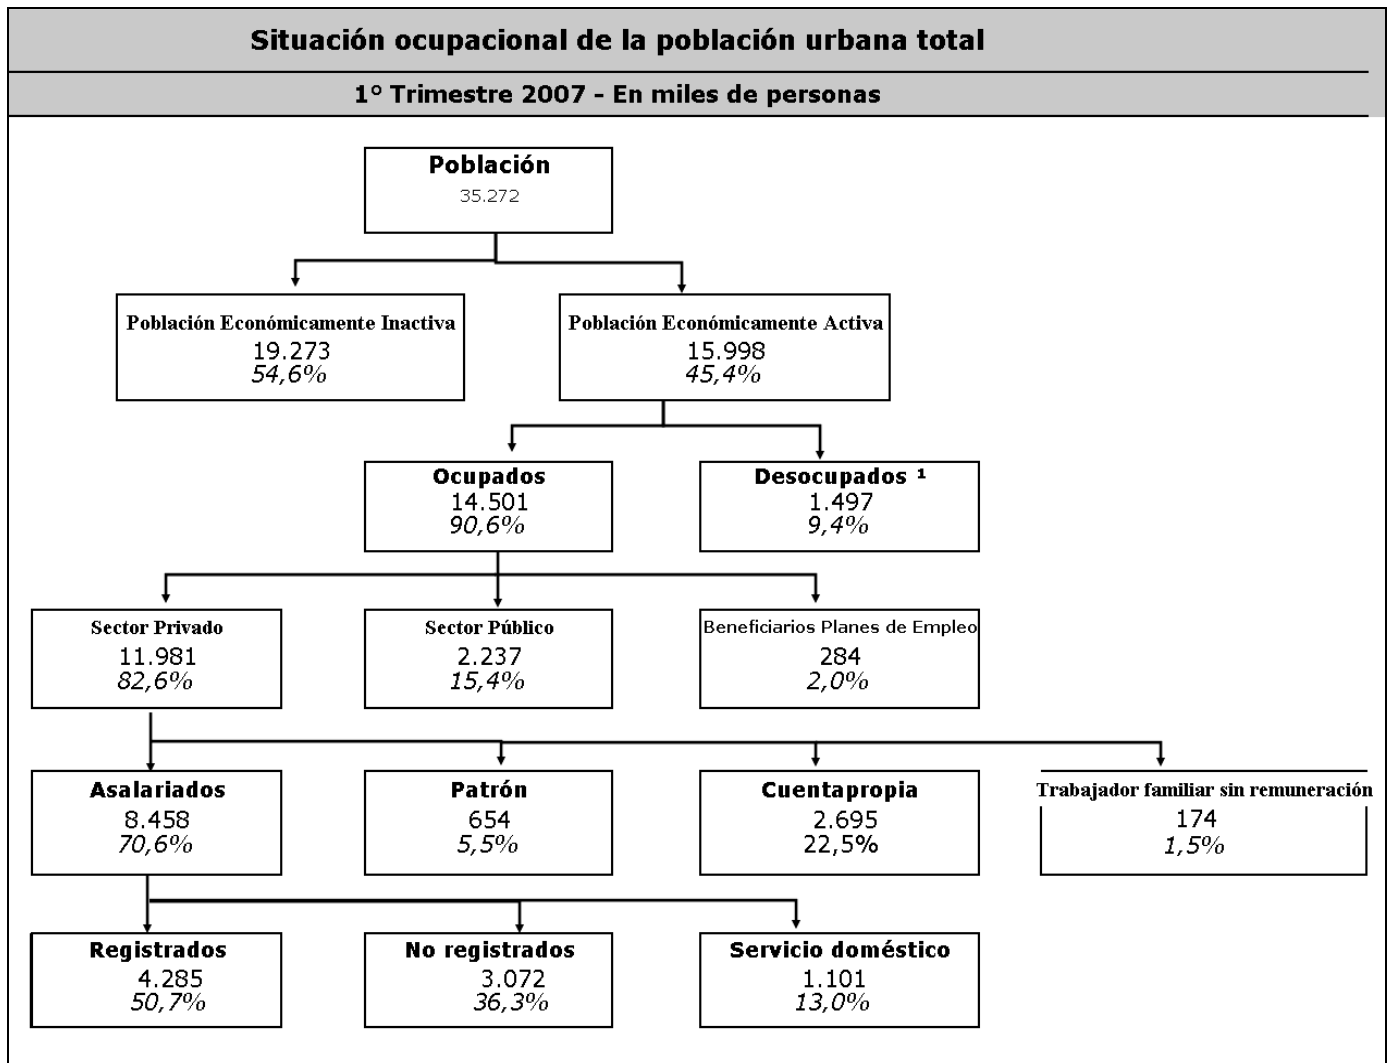 Situación ocupacional de la población urbana total
1° Trimestre 2007 - En miles de personas
Población
35.272
Población Económicamente Inactiva
19.273
54,6%
Población Económicamente Activa
15.998
45,4%
Ocupados
14.501
90,6%
Desocupados ¹
1.497
9,4%
Sector Privado
11.981
82,6%
Sector Público
2.237
15,4%
Beneficiarios Planes de Empleo
284
2,0%
Asalariados
8.458
70,6%
Patrón
654
5,5%
Cuentapropia
2.695
22,5%
Trabajador familiar sin remuneración
174
1,5%
Registrados
4.285
50,7%
No registrados
3.072
36,3%
Servicio doméstico
1.101
13,0%